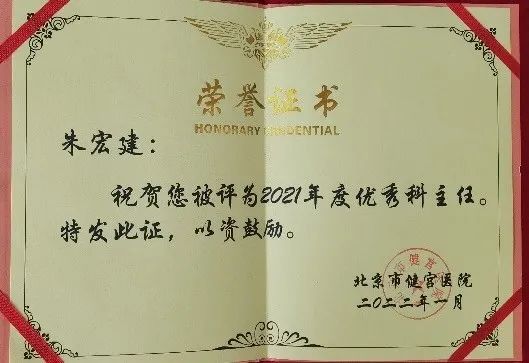 荣誉证书
HONORARY CREDENTIAL
朱宏建：
祝贺您被评为2021年度优秀科主任。
特发此证，以资鼓励。
北京市健宫医院
二〇二二年一月